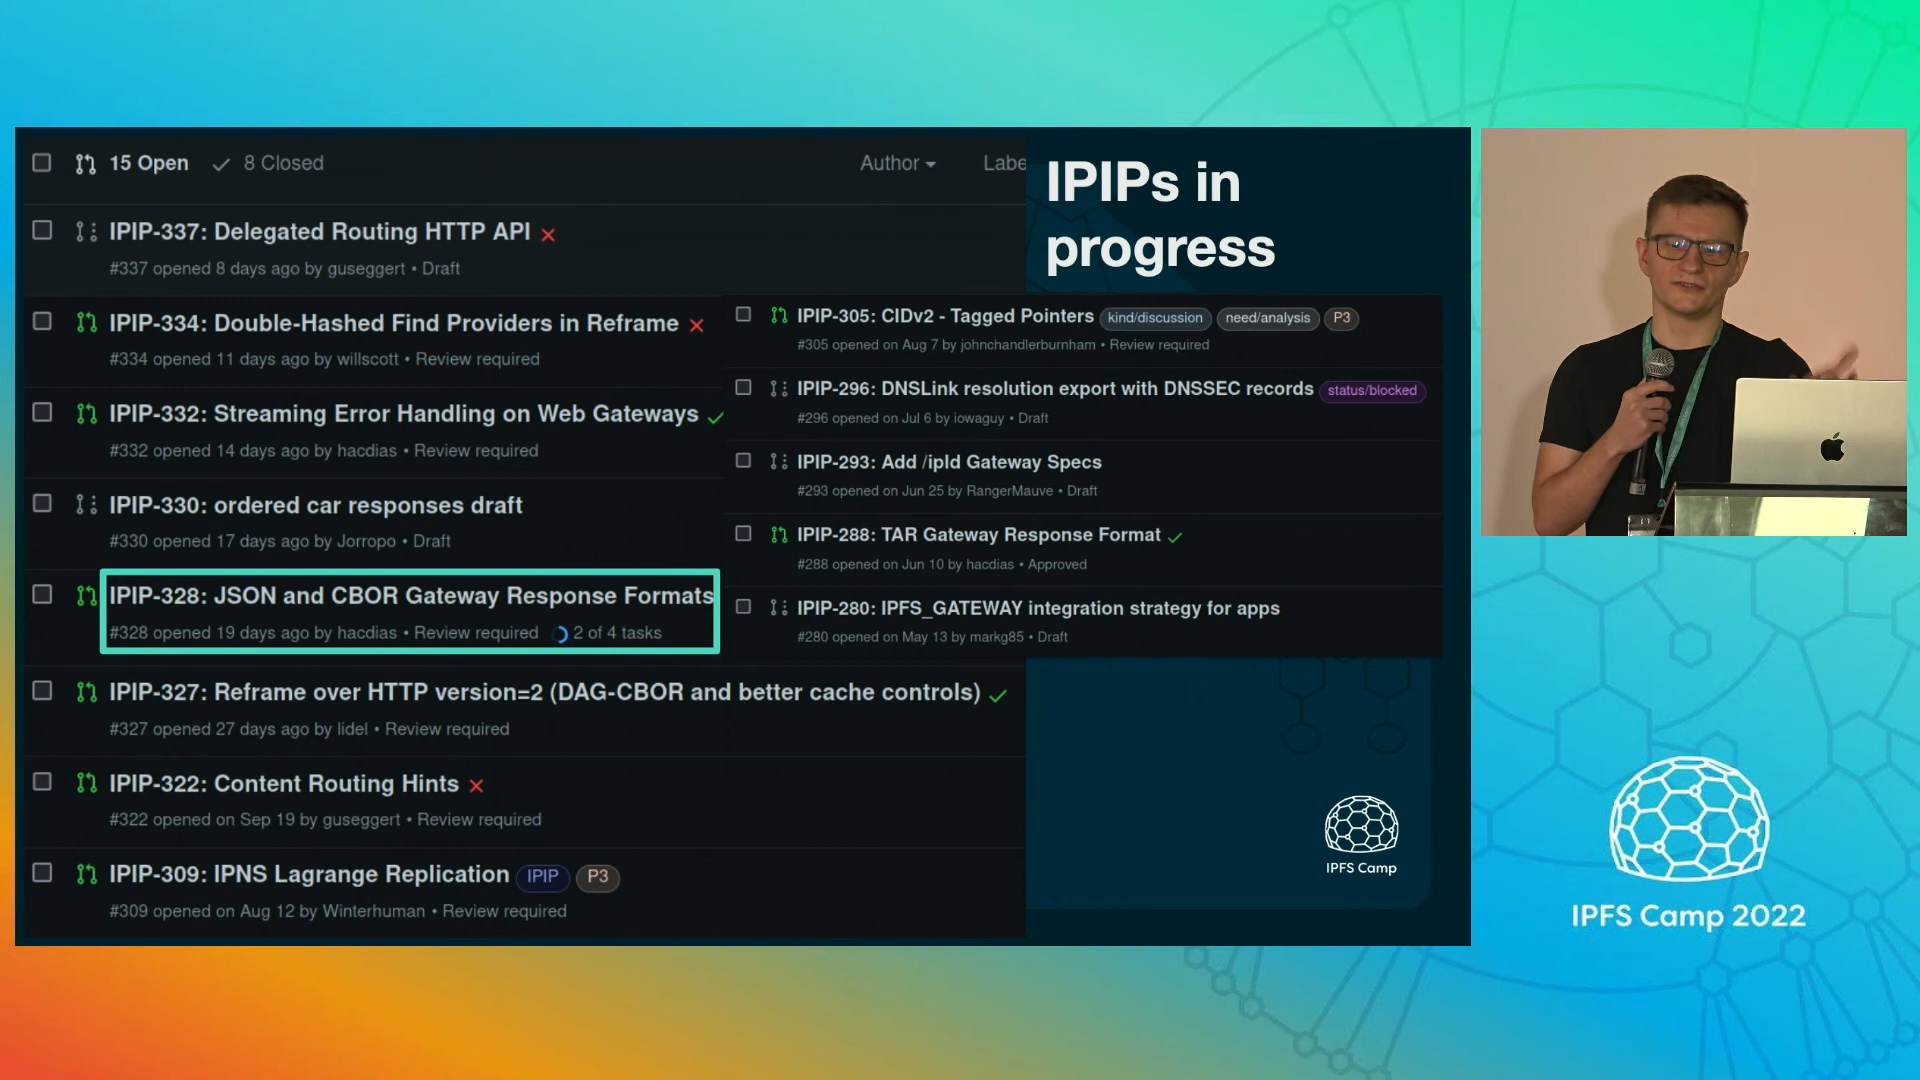 15 Open 8 Closed Author Labe
IPIP-337: Delegated Routing HTTP API
#337 opened 8 days ago by guseggert • Draft
IPIP-334: Double-Hashed Find Providers in Reframe
#334 opened 11 days ago by willscott • Review required
IPIP-332: Streaming Error Handling on Web Gateways
#332 opened 14 days ago by hacdias • Review required
IPIP-330: ordered car responses draft
#330 opened 17 days ago by Jorropo • Draft
IPIP-328: JSON and CBOR Gateway Response Formats
#328 opened 19 days ago by hacdias • Review required 2 of 4 tasks
IPIP-327: Reframe over HTTP version=2 (DAG-CBOR and better cache controls)
#327 opened 27 days ago by lidel • Review required
IPIP-322: Content Routing Hints
#322 opened on Sep 19 by guseggert • Review required
IPIP-309: IPNS Lagrange Replication IPIP P3
#309 opened on Aug 12 by Winterhuman • Review required
IPIPs in
progress
IPIP-305: CIDv2 - Tagged Pointers kind/discussion need/analysis P3
#305 opened on Aug 7 by johnchandlerburnham • Review required
IPIP-296: DNSLink resolution export with DNSSEC records status/blocked
#296 opened on Jul 6 by iowaguy • Draft
IPIP-293: Add /ipld Gateway Specs
#293 opened on Jun 25 by RangerMauve • Draft
IPIP-288: TAR Gateway Response Format
#288 opened on Jun 10 by hacdias • Approved
IPIP-280: IPFS_GATEWAY integration strategy for apps
#280 opened on May 13 by markg85 • Draft
IPFS Camp
IPFS Camp 2022